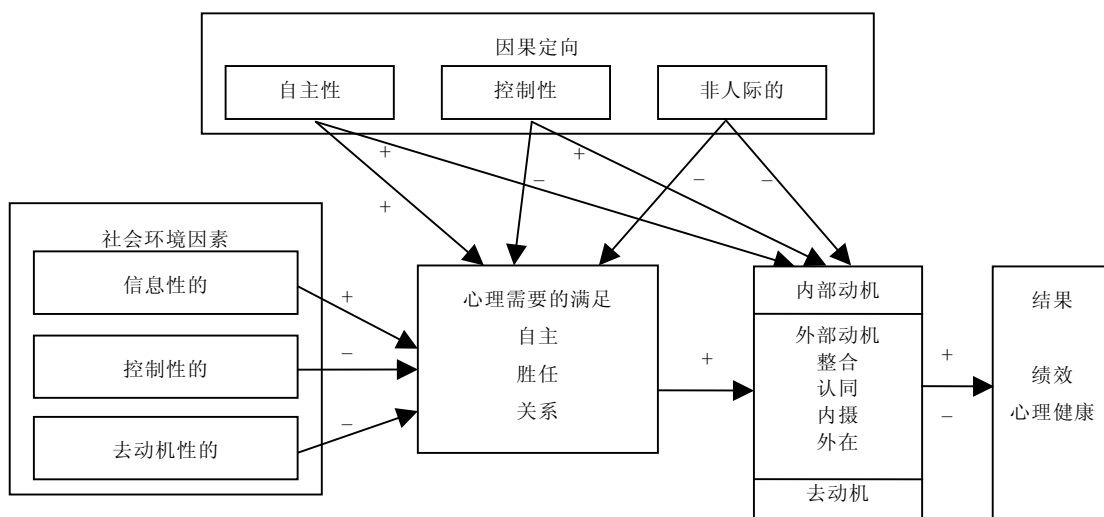 因果定向
自主性
控制性
非人际的
+
+
−
+
−
−
社会环境因素
信息性的
控制性的
去动机性的
+
−
−
心理需要的满足
自主
胜任
关系
+
内部动机
外部动机
整合
认同
内摄
外在
去动机
+
−
结果
绩效
心理健康